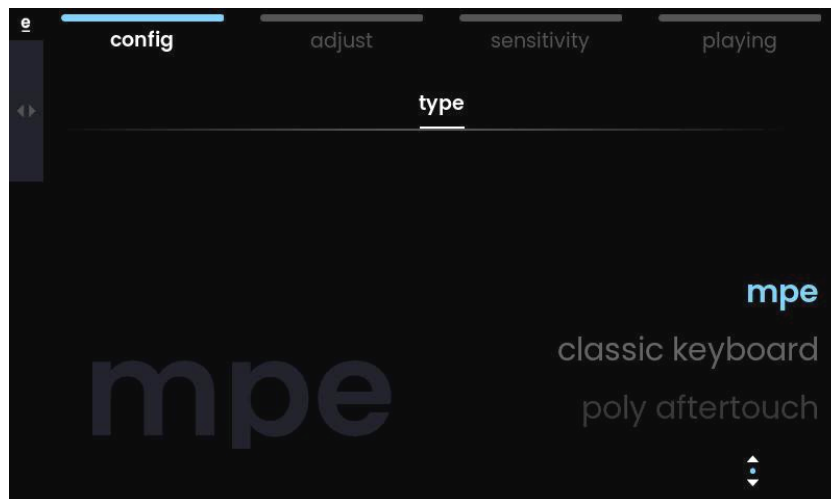 e
config adjust sensitivity playing
type
mpe
classic keyboard
mpe
poly aftertouch